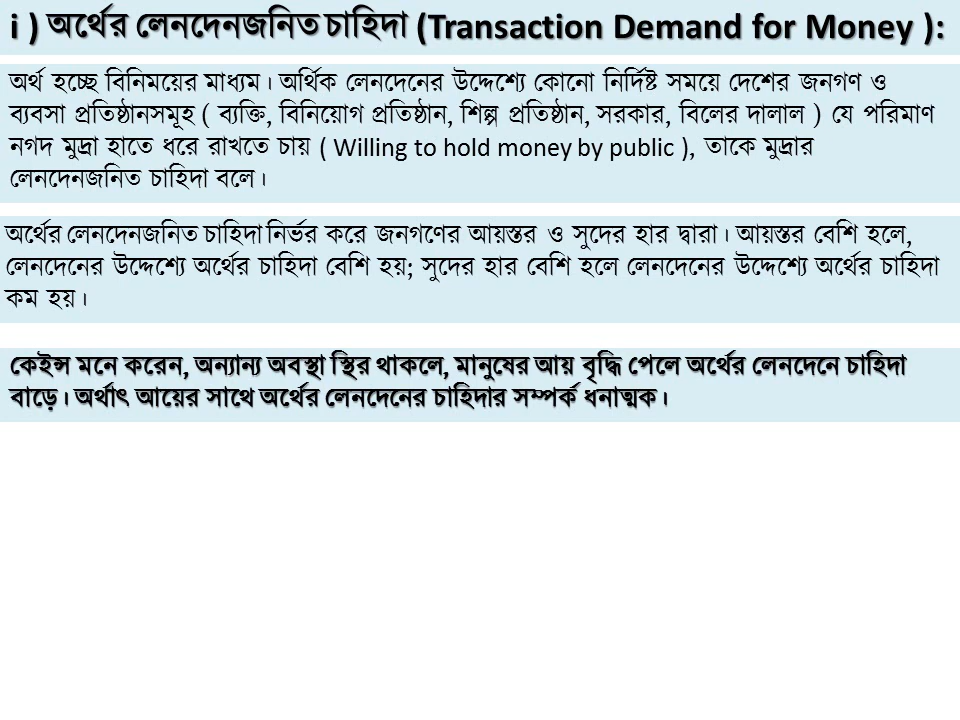 i ) অর্থের লেনদেনজনিত চাহিদা (Transaction Demand for Money ):
অর্থ হচ্ছে বিনিময়ের মাধ্যম। অর্থিক লেনদেনের উদ্দেশ্যে কোনো নির্দিষ্ট সময়ে দেশের জনগণ ও
ব্যবসা প্রতিষ্ঠানসমূহ ( ব্যক্তি, বিনিয়োগ প্রতিষ্ঠান, শিল্প প্রতিষ্ঠান, সরকার, বিলের দালাল ) যে পরিমাণ
নগদ মুদ্রা হাতে ধরে রাখতে চায় ( Willing to hold money by public ), তাকে মুদ্রার
লেনদেনজনিত চাহিদা বলে।
অর্থের লেনদেনজনিত চাহিদা নির্ভর করে জনগণের আয়স্তর ও সুদের হার দ্বারা। আয়স্তর বেশি হলে,
লেনদেনের উদ্দেশ্যে অর্থের চাহিদা বেশি হয়; সুদের হার বেশি হলে লেনদেনের উদ্দেশ্যে অর্থের চাহিদা
কম হয়।
কেইন্স মনে করেন, অন্যান্য অবস্থা স্থির থাকলে, মানুষের আয় বৃদ্ধি পেলে অর্থের লেনদেনে চাহিদা
বাড়ে। অর্থাৎ আয়ের সাথে অর্থের লেনদেনের চাহিদার সম্পর্ক ধনাত্মক।